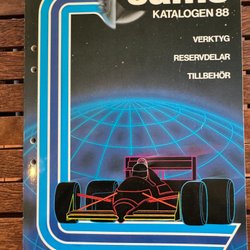 KATALOGEN 88
VERKTYG
RESERVDELAR
TILLBEHÖR